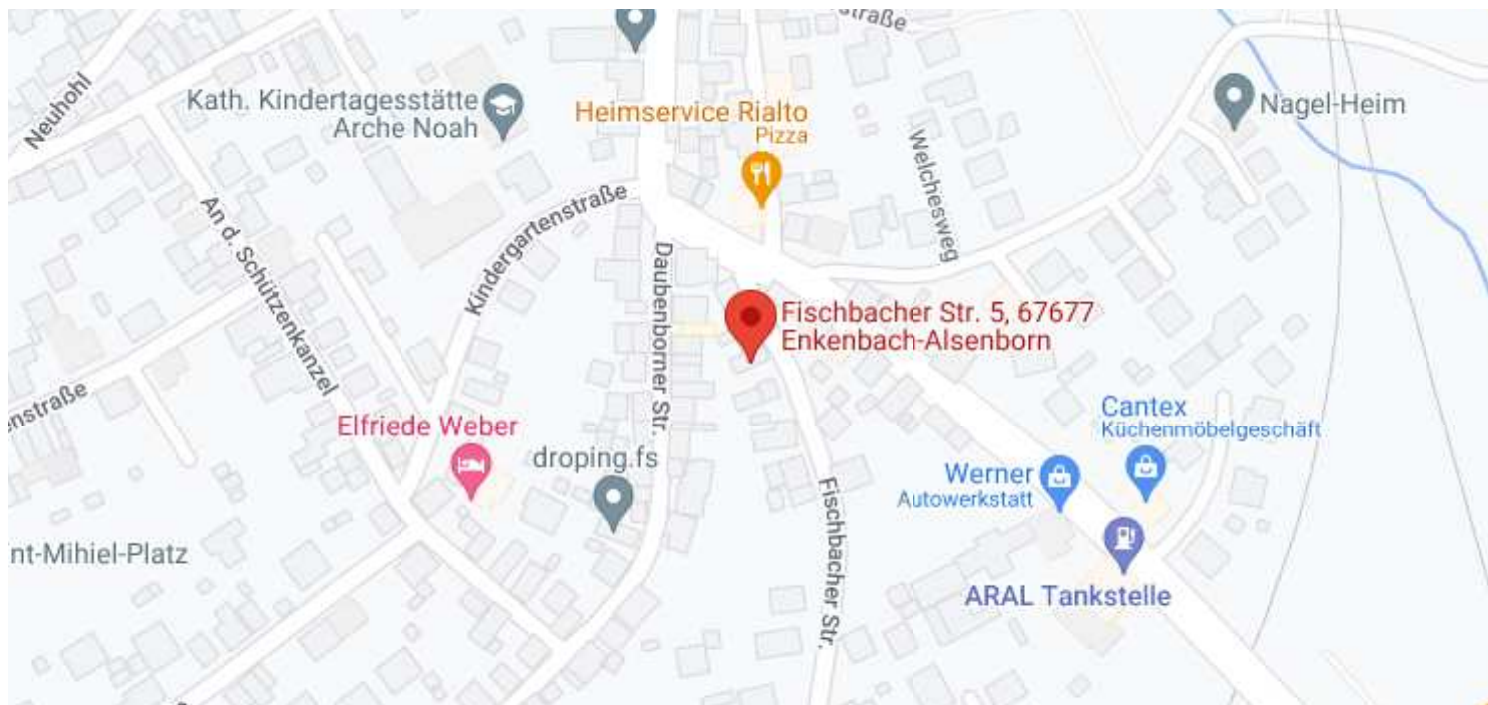 Neuhohl
Kath. Kindertagesstätte
Arche Noah
Heimservice Rialto
Pizza
Welchesweg
Nagel-Heim
An d. Schützenkanzel
Kindergartenstraße
Daubenborner Str.
Fischbacher Str. 5, 67677
Enkenbach-Alsenborn
enstraße
Elfriede Weber
droping.fs
Cantex
Küchenmöbelgeschäft
Werner
Autowerkstatt
Fischbacher Str.
nt-Mihiel-Platz
ARAL Tankstelle